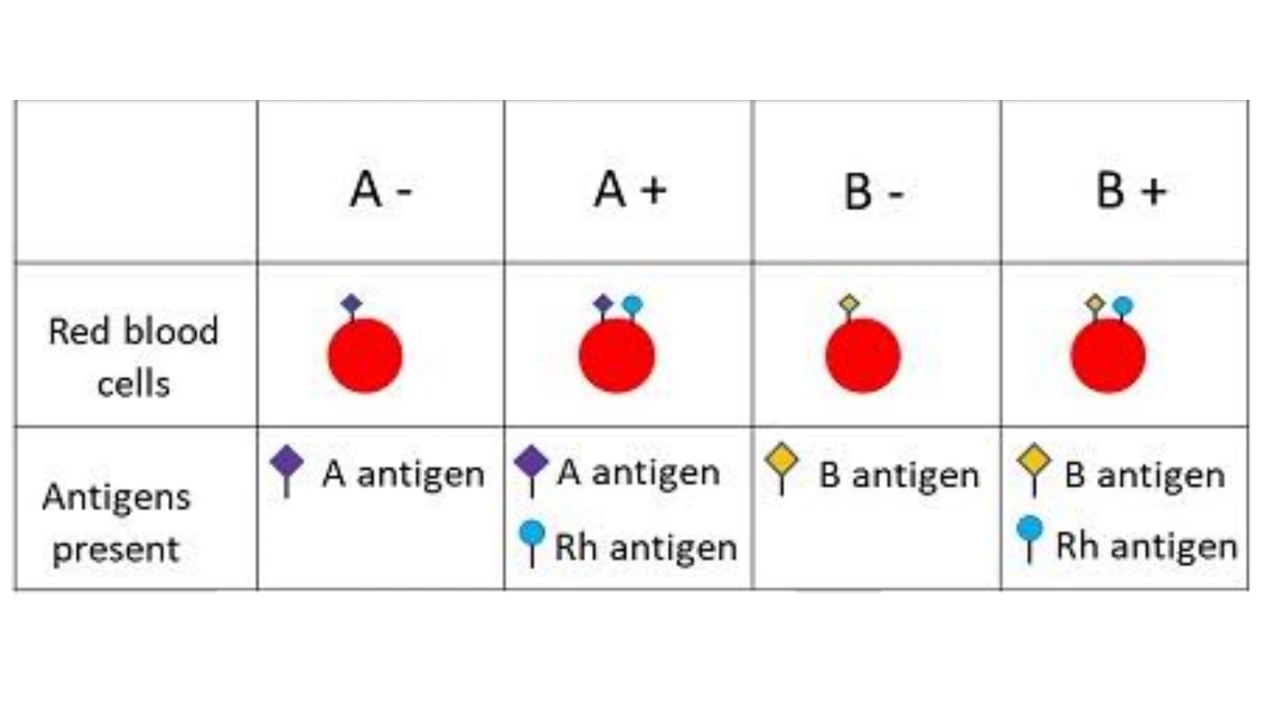 A - A + B - B +
Red blood
cells
Antigens
present
A antigen
A antigen
Rh antigen
B antigen
B antigen
Rh antigen